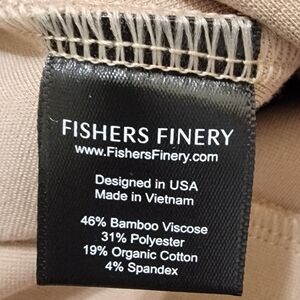 FISHERS FINERY
www.FishersFinery.com
Designed in USA
Made in Vietnam
46% Bamboo Viscose
31% Polyester
19% Organic Cotton
4% Spandex